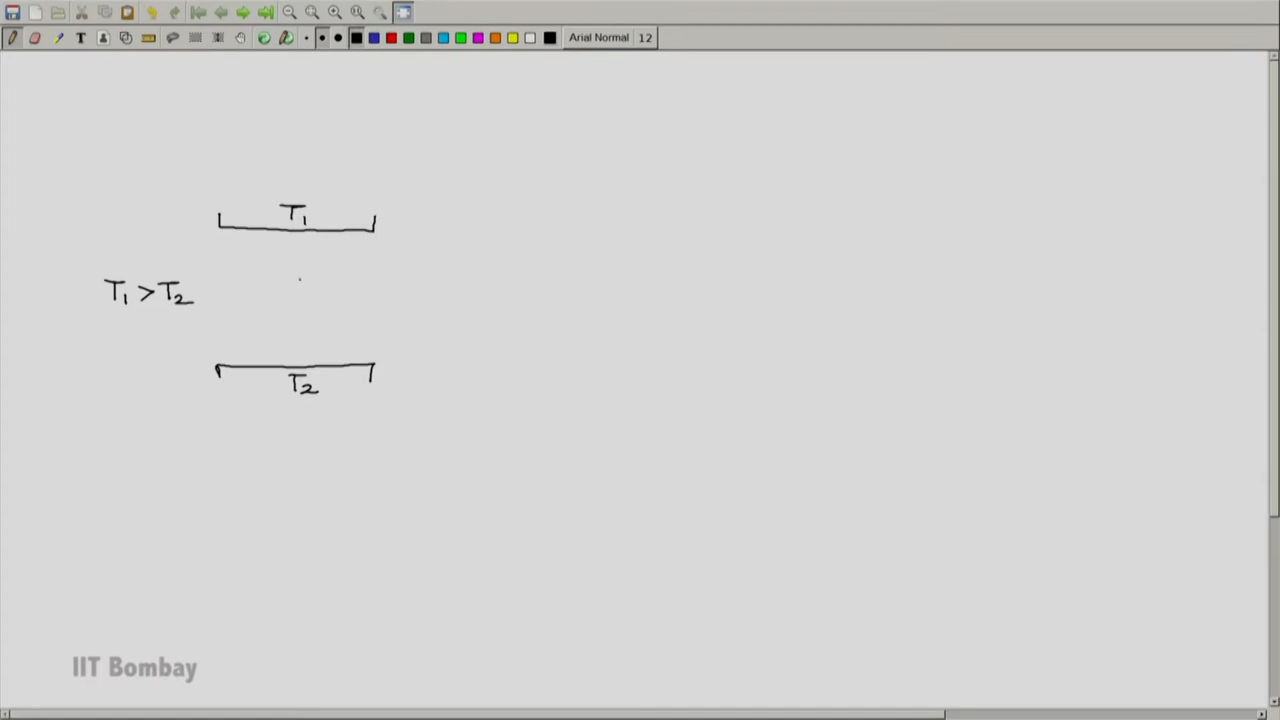 Arial Normal 12
T₁
T₁ > T₂
T₂
IIT Bombay